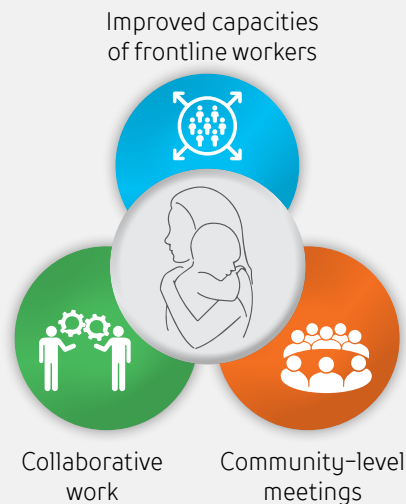 Improved capacities
of frontline workers
Collaborative
work
Community-level
meetings